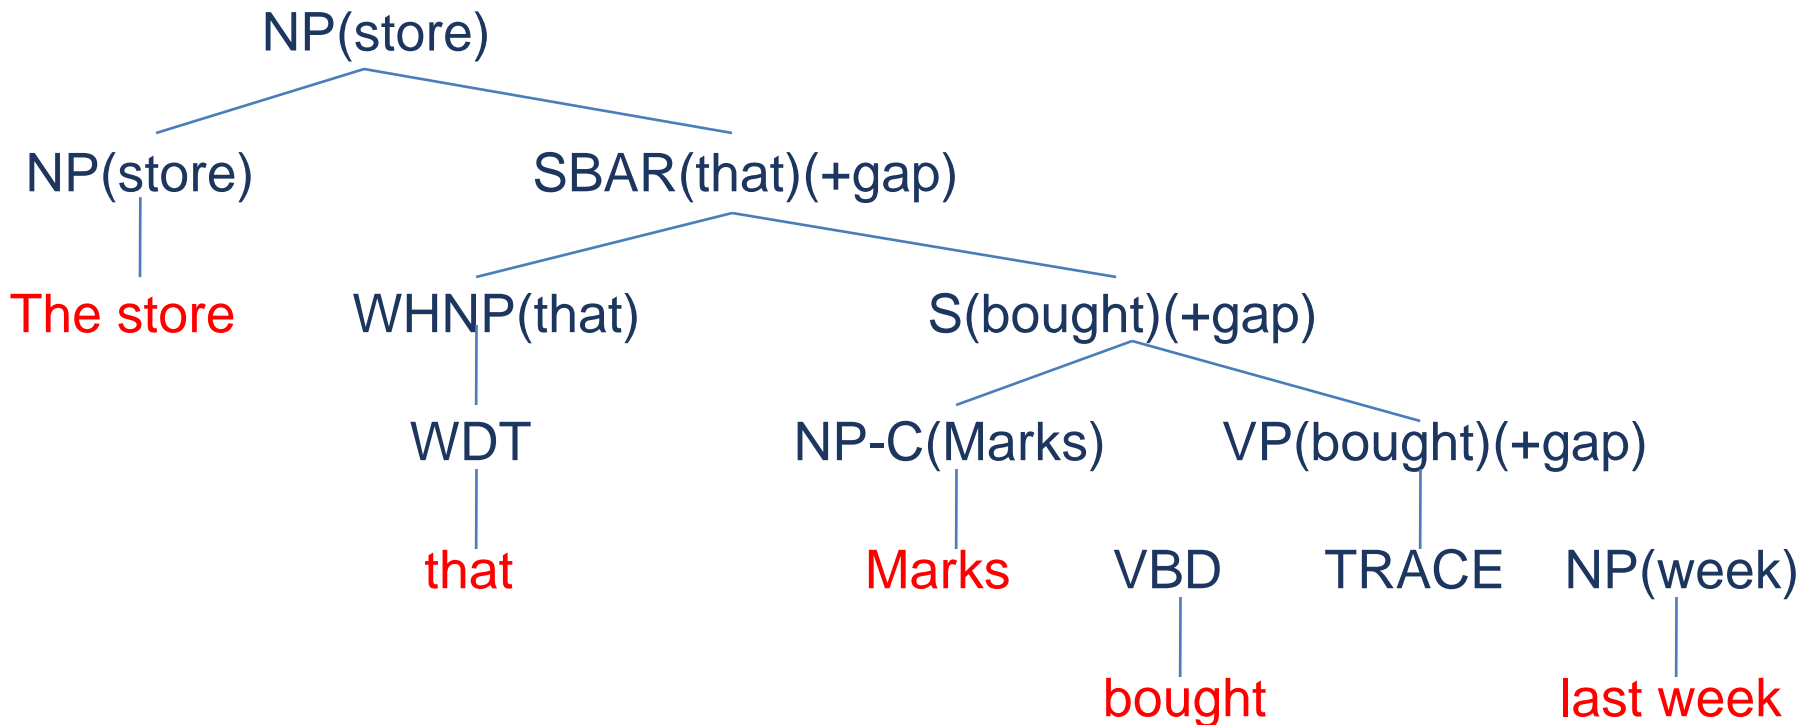 NP(store)
NP(store) SBAR(that)(+gap)
The store WHNP(that) S(bought)(+gap)
WDT NP-C(Marks) VP(bought)(+gap)
that Marks VBD TRACE NP(week)
bought last week